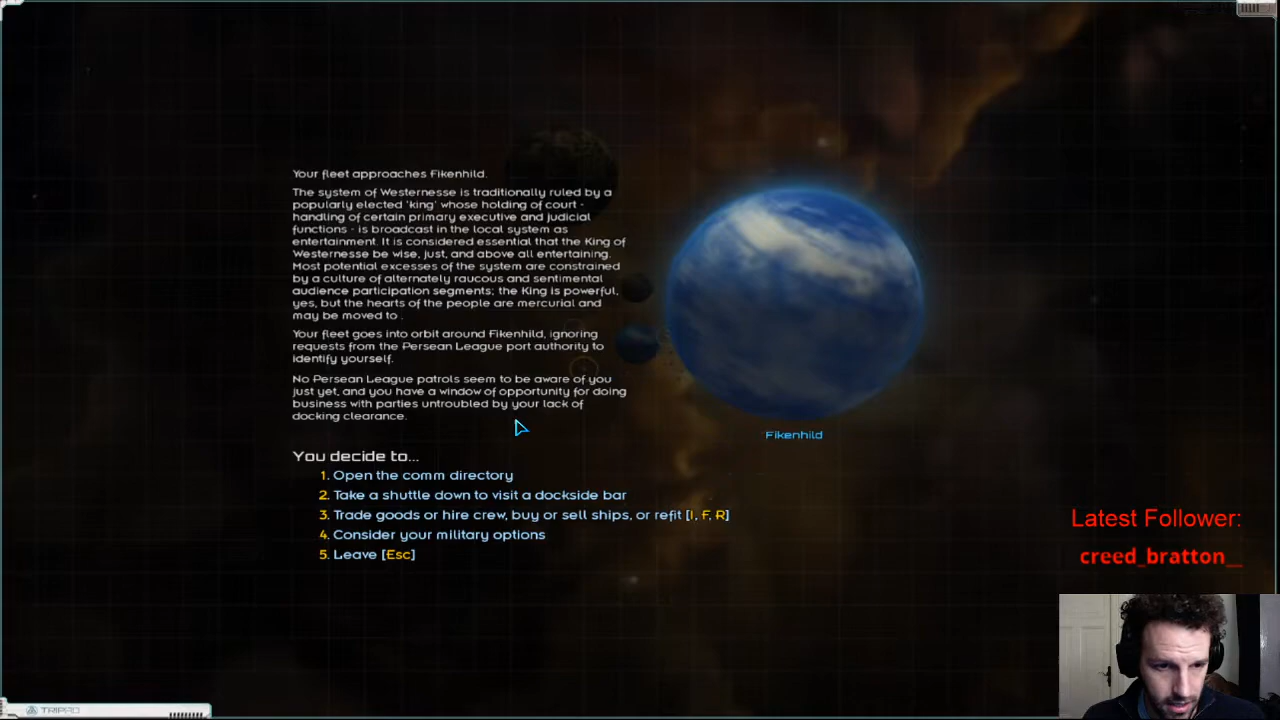 Your fleet approaches Fikenhild.
The system of Westernesse is traditionally ruled by a
popularly elected 'king' whose holding of court -
handling of certain primary executive and judicial
functions - is broadcast in the local system as
entertainment. It is considered essential that the King of
Westernesse be wise, just, and above all entertaining.
Most potential excesses of the system are constrained
by a culture of alternately raucous and sentimental
audience participation segments; the King is powerful,
yes, but the hearts of the people are mercurial and
may be moved to .
Your fleet goes into orbit around Fikenhild, ignoring
requests from the Persean League port authority to
identify yourself.
No Persean League patrols seem to be aware of you
just yet, and you have a window of opportunity for doing
business with parties untroubled by your lack of
docking clearance.
Fikenhild
You decide to...
1. Open the comm directory
2. Take a shuttle down to visit a dockside bar
3. Trade goods or hire crew, buy or sell ships, or refit [I, F, R]
4. Consider your military options
5. Leave [Esc]
Latest Follower:
creed_bratton__
TRIPAD